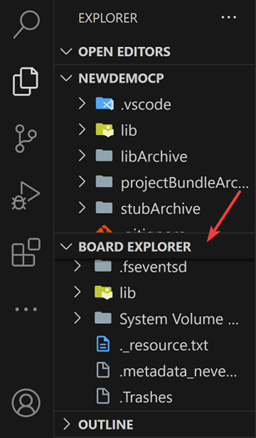 EXPLORER
OPEN EDITORS
NEWDEMOCP
.vscode
lib
libArchive
projectBundleArc...
stubArchive
.gitignore
BOARD EXPLORER
.fseventsd
lib
System Volume ...
._resource.txt
.metadata_neve...
.Trashes
OUTLINE